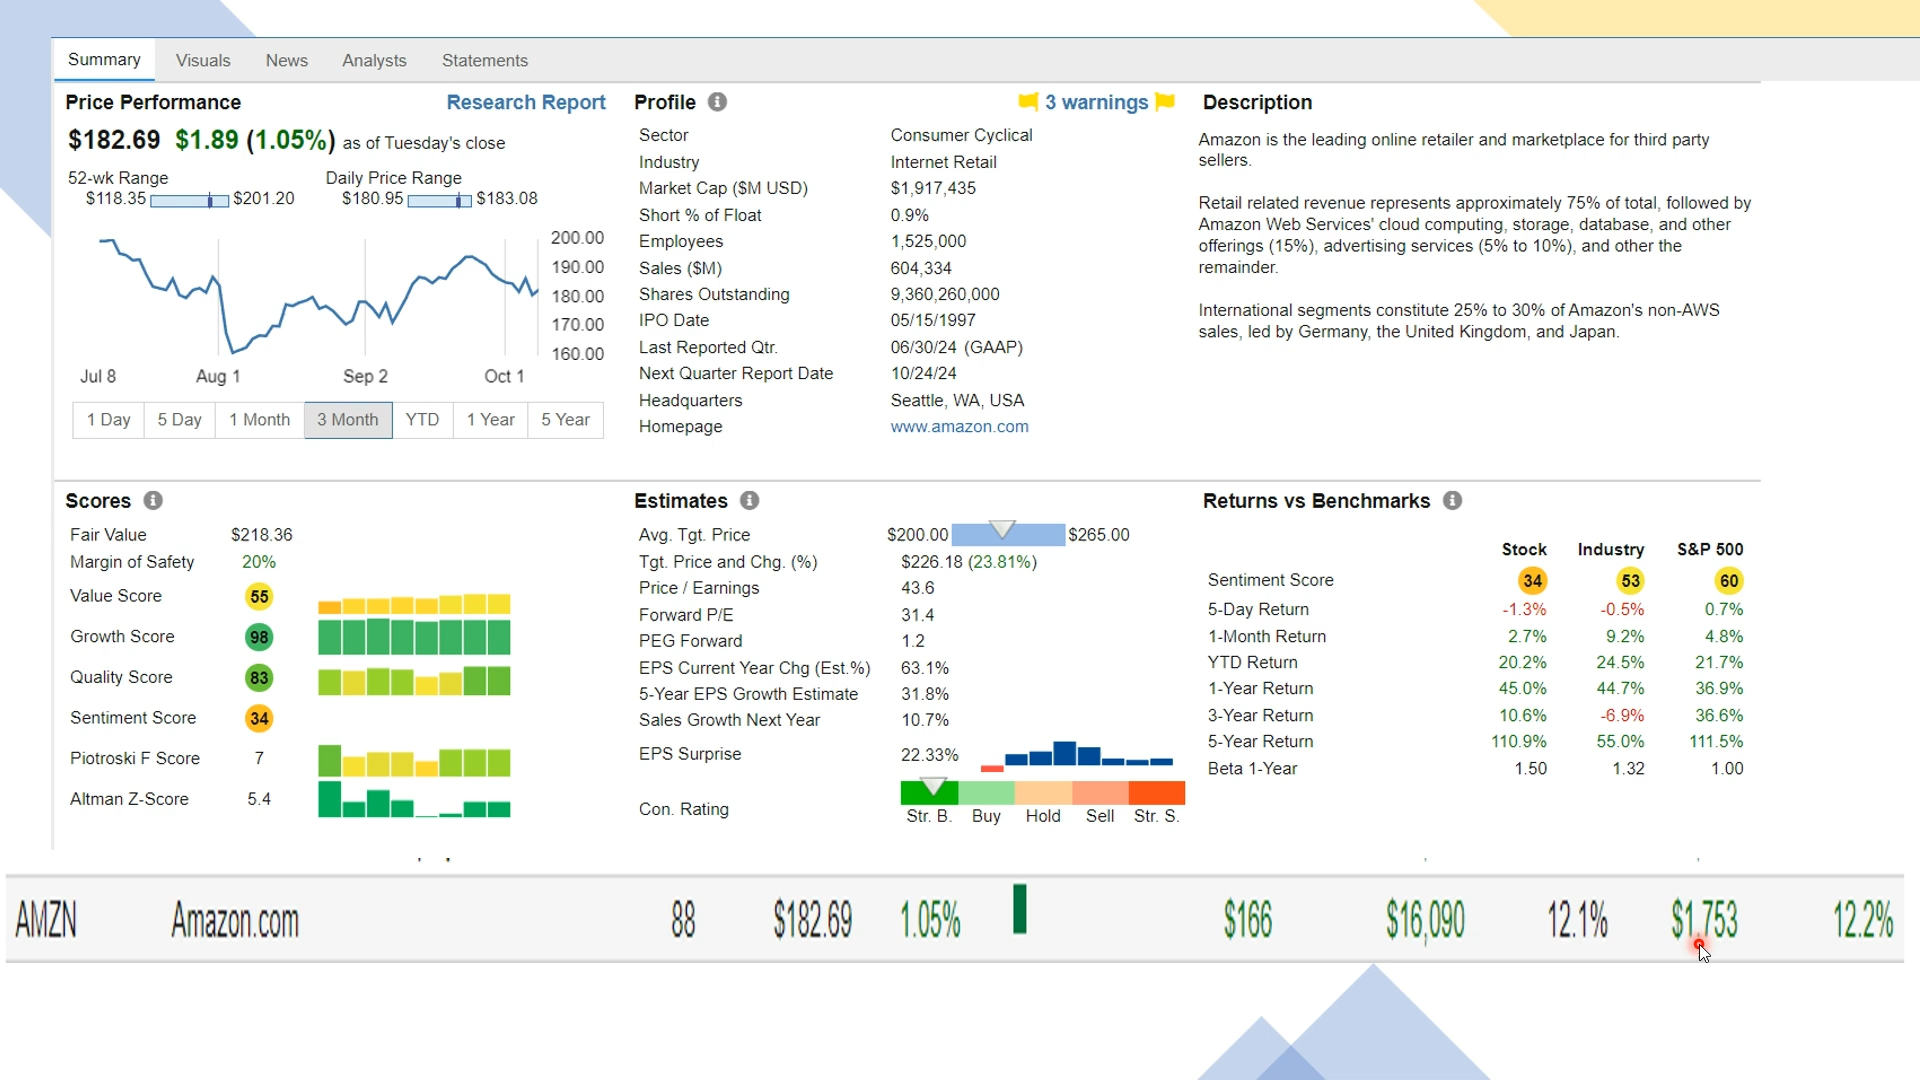 Summary Visuals News Analysts Statements
Price Performance Research Report
$182.69 $1.89 (1.05%) as of Tuesday's close
52-wk Range Daily Price Range
$118.35 $201.20 $180.95 $183.08
200.00
190.00
180.00
170.00
160.00
Jul 8 Aug 1 Sep 2 Oct 1
1 Day 5 Day 1 Month 3 Month YTD 1 Year 5 Year
Profile 3 warnings
Sector Consumer Cyclical
Industry Internet Retail
Market Cap ($M USD) $1,917,435
Short % of Float 0.9%
Employees 1,525,000
Sales ($M) 604,334
Shares Outstanding 9,360,260,000
IPO Date 05/15/1997
Last Reported Qtr. 06/30/24 (GAAP)
Next Quarter Report Date 10/24/24
Headquarters Seattle, WA, USA
Homepage www.amazon.com
Description
Amazon is the leading online retailer and marketplace for third party
sellers.
Retail related revenue represents approximately 75% of total, followed by
Amazon Web Services' cloud computing, storage, database, and other
offerings (15%), advertising services (5% to 10%), and other the
remainder.
International segments constitute 25% to 30% of Amazon's non-AWS
sales, led by Germany, the United Kingdom, and Japan.
Scores
Fair Value $218.36
Margin of Safety 20%
Value Score 55
Growth Score 98
Quality Score 83
Sentiment Score 34
Piotroski F Score 7
Altman Z-Score 5.4
Estimates
Avg. Tgt. Price $200.00 $265.00
Tgt. Price and Chg. (%) $226.18 (23.81%)
Price / Earnings 43.6
Forward P/E 31.4
PEG Forward 1.2
EPS Current Year Chg (Est.%) 63.1%
5-Year EPS Growth Estimate 31.8%
Sales Growth Next Year 10.7%
EPS Surprise 22.33%
Con. Rating
Str. B. Buy Hold Sell Str. S.
Returns vs Benchmarks
Stock Industry S&P 500
Sentiment Score 34 53 60
5-Day Return -1.3% -0.5% 0.7%
1-Month Return 2.7% 9.2% 4.8%
YTD Return 20.2% 24.5% 21.7%
1-Year Return 45.0% 44.7% 36.9%
3-Year Return 10.6% -6.9% 36.6%
5-Year Return 110.9% 55.0% 111.5%
Beta 1-Year 1.50 1.32 1.00
AMZN Amazon.com 88 $182.69 1.05% $166 $16,090 12.1% $1,753 12.2%